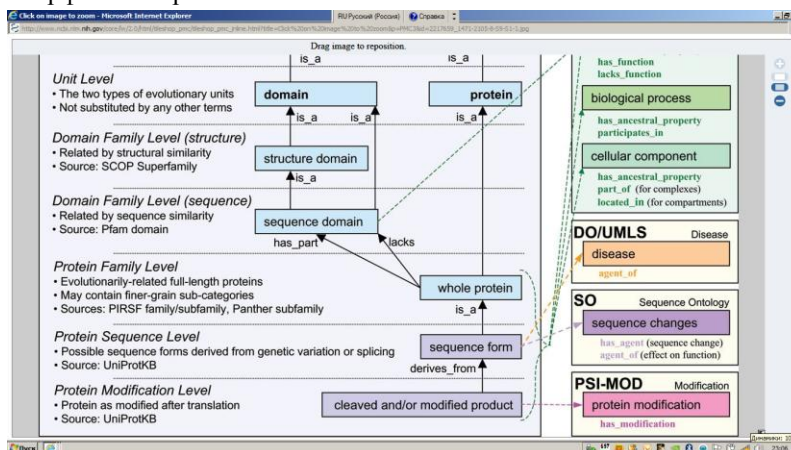 Click on image to zoom - Microsoft Internet Explorer
RU Русский (Россия)
Справка
Drag image to reposition.
is_a
is_a
Unit Level
• The two types of evolutionary units
• Not substituted by any other terms
domain
protein
is_a
is_a
is_a
Domain Family Level (structure)
• Related by structural similarity
• Source: SCOP Superfamily
structure domain
is_a
Domain Family Level (sequence)
• Related by sequence similarity
• Source: Pfam domain
sequence domain
has_part
lacks
Protein Family Level
• Evolutionarily-related full-length proteins
• May contain finer-grain sub-categories
• Sources: PIRSF family/subfamily, Panther subfamily
whole protein
is_a
Protein Sequence Level
• Possible sequence forms derived from genetic variation or splicing
• Source: UniProtKB
sequence form
derives_from
Protein Modification Level
• Protein as modified after translation
• Source: UniProtKB
cleaved and/or modified product
has_function
lacks_function
biological process
has_ancestral_property
participates_in
cellular component
has_ancestral_property
part_of (for complexes)
located_in (for compartments)
DO/UMLS Disease
disease
agent_of
SO Sequence Ontology
sequence changes
has_agent (sequence change)
agent_of (effect on function)
PSI-MOD Modification
protein modification
has_modification
Пуск
23:06